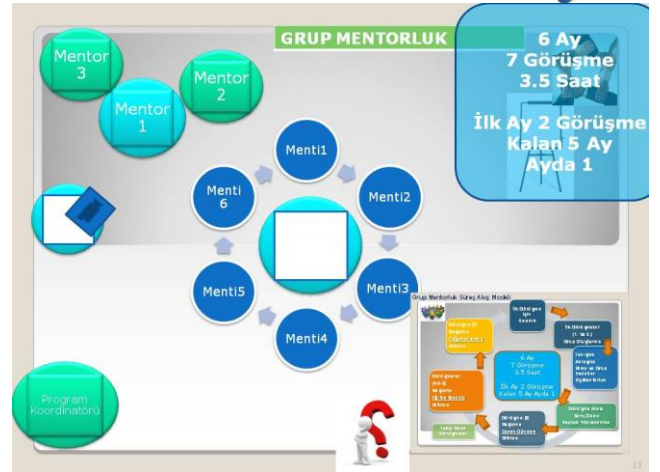 GRUP MENTORLUK
6 Ay
7 Görüşme
3.5 Saat
İlk Ay 2 Görüşme
Kalan 5 Ay
Ayda 1
Mentor
3
Mentor
1
Mentor
2
Menti1
Menti2
Menti3
Menti4
Menti5
Menti
6
Program
Koordinatörü
Grup Mentorluk Süreç Akış Modeli
6 Ay
7 Görüşme
3.5 Saat
İlk Ay 2 Görüşme
Kalan 5 Ay Ayda 1
13